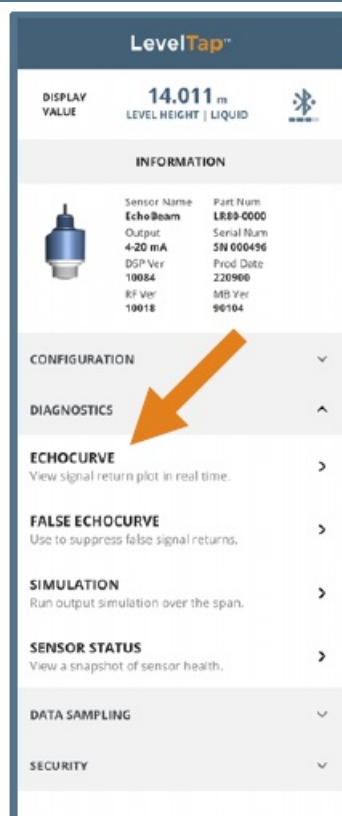 LevelTap™
DISPLAY VALUE
14.011 m
LEVEL HEIGHT | LIQUID
INFORMATION
Sensor Name Part Num
EchoBeam LR80-0000
Output Serial Num
4-20 mA SN 000496
DSP Ver Prod Date
10084 220900
RF Ver MB Ver
10018 90104
CONFIGURATION
DIAGNOSTICS
ECHOCURVE
View signal return plot in real time.
FALSE ECHOCURVE
Use to suppress false signal returns.
SIMULATION
Run output simulation over the span.
SENSOR STATUS
View a snapshot of sensor health.
DATA SAMPLING
SECURITY